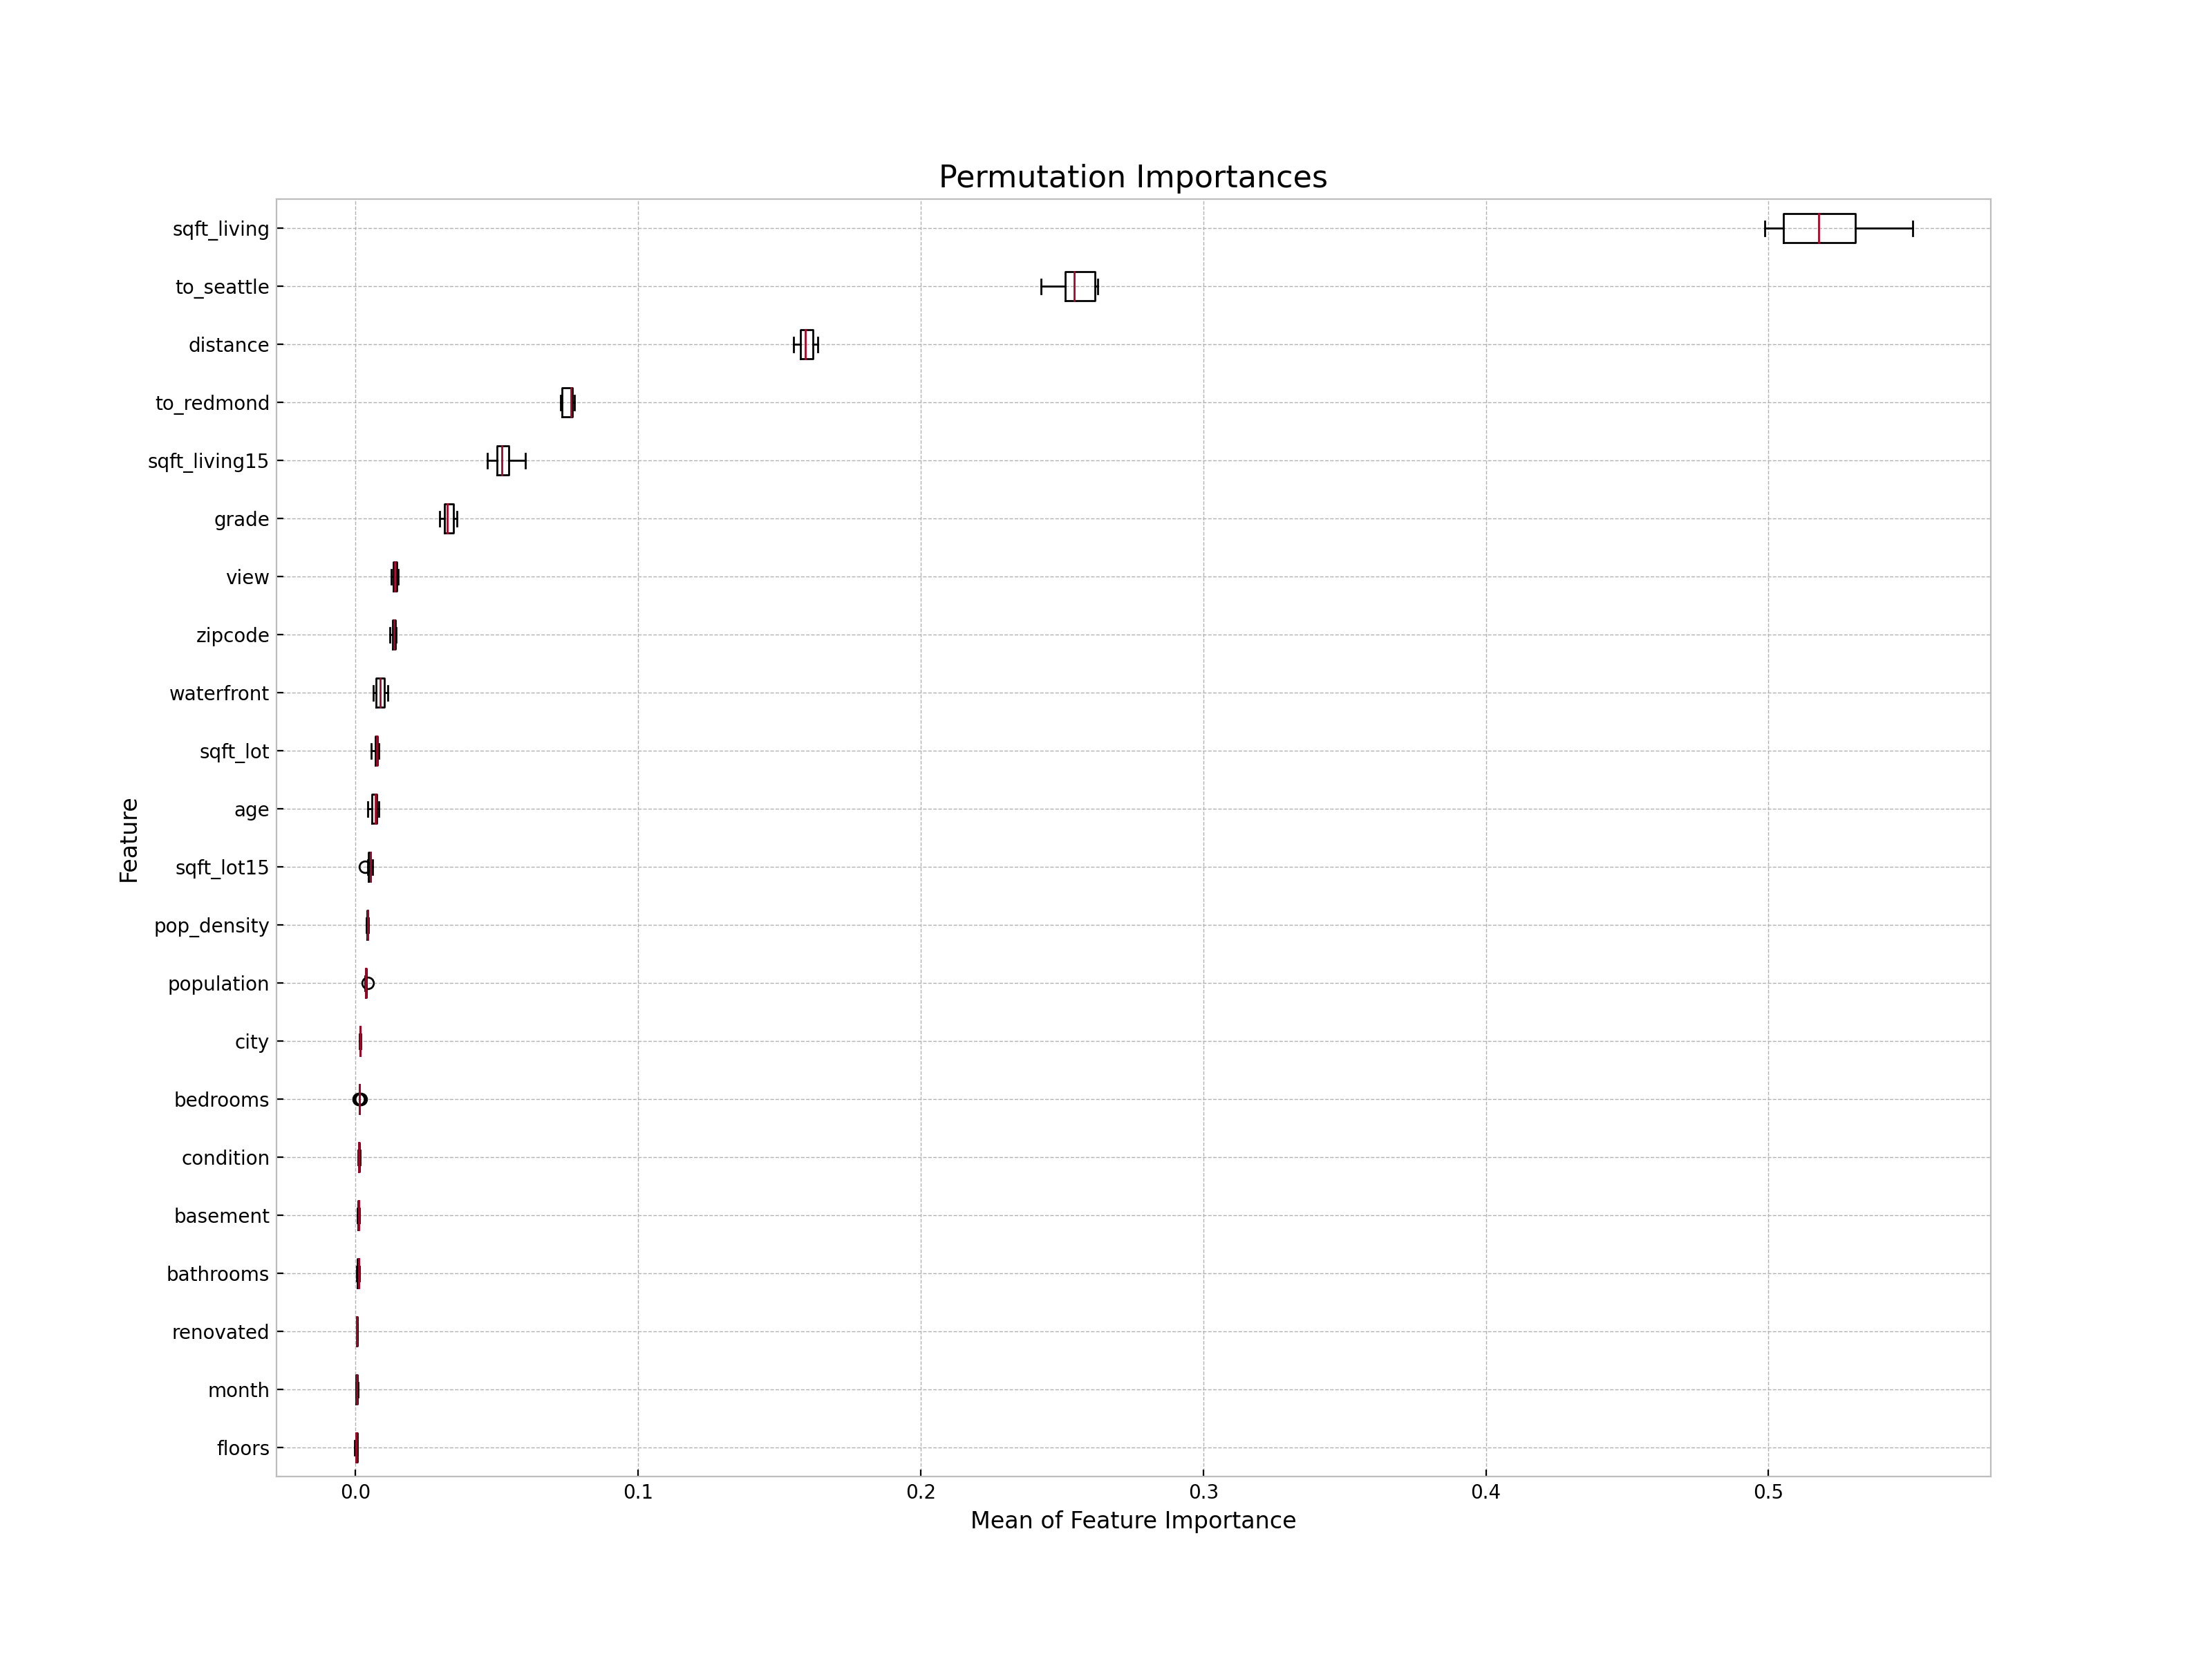 Permutation Importances
sqft_living
to_seattle
distance
to_redmond
sqft_living15
grade
view
zipcode
waterfront
sqft_lot
age
sqft_lot15
pop_density
population
city
bedrooms
condition
basement
bathrooms
renovated
month
floors
Feature
0.0 0.1 0.2 0.3 0.4 0.5
Mean of Feature Importance